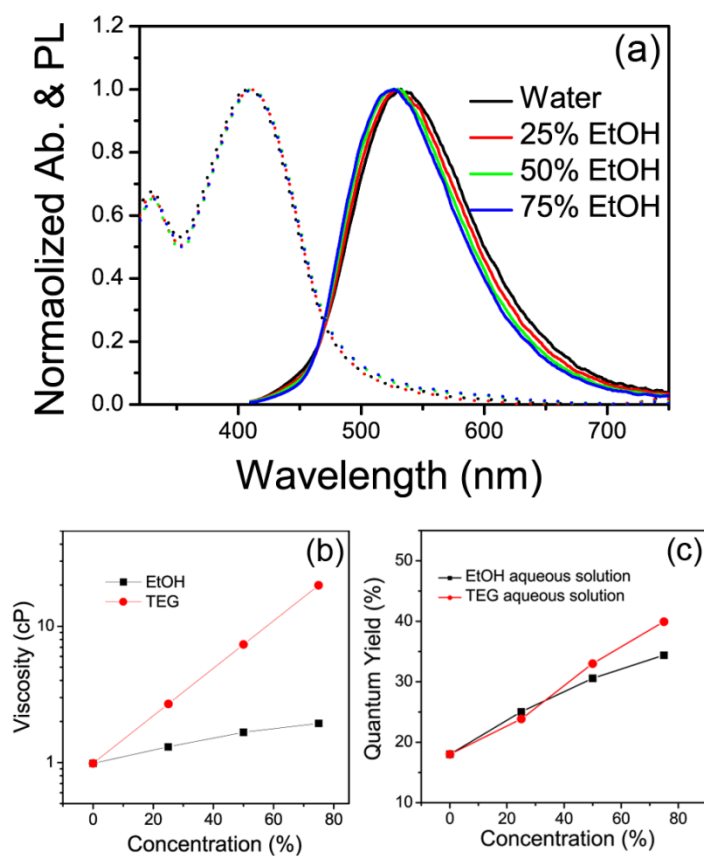 (a)
1.2
1.0
0.8
0.6
0.4
0.2
0.0
Normaolized Ab. & PL
Water
25% EtOH
50% EtOH
75% EtOH
400 500 600 700
Wavelength (nm)
(b)
EtOH
TEG
10
1
Viscosity (cP)
0 20 40 60 80
Concentration (%)
(c)
EtOH aqueous solution
TEG aqueous solution
50
40
30
20
10
Quantum Yield (%)
0 20 40 60 80
Concentration (%)